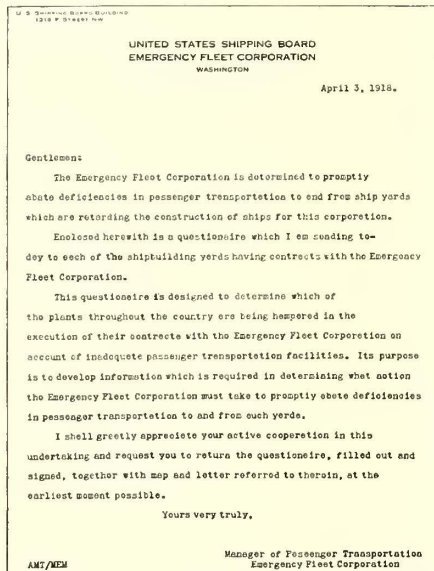 U S SHIPPING BOARD BUILDING
1319 F STREET NW
UNITED STATES SHIPPING BOARD
EMERGENCY FLEET CORPORATION
WASHINGTON
April 3, 1918.
Gentlemen:
The Emergency Fleet Corporation is determined to promptly
abate deficiencies in passenger transportation to and from ship yards
which are retarding the construction of ships for this corporation.
Enclosed herewith is a questionaire which I am sending to-
day to each of the shipbuilding yards having contracts with the Emergency
Fleet Corporation.
This questionaire is designed to determine which of
the plants throughout the country are being hampered in the
execution of their contracts with the Emergency Fleet Corporation on
account of inadequate passenger transportation facilities. Its purpose
is to develop information which is required in determining what action
the Emergency Fleet Corporation must take to promptly abate deficiencies
in passenger transportation to and from such yards.
I shall greatly appreciate your active cooperation in this
undertaking and request you to return the questionaire, filled out and
signed, together with map and letter referred to therein, at the
earliest moment possible.
Yours very truly,
Manager of Passenger Transportation
AMT/MEM Emergency Fleet Corporation